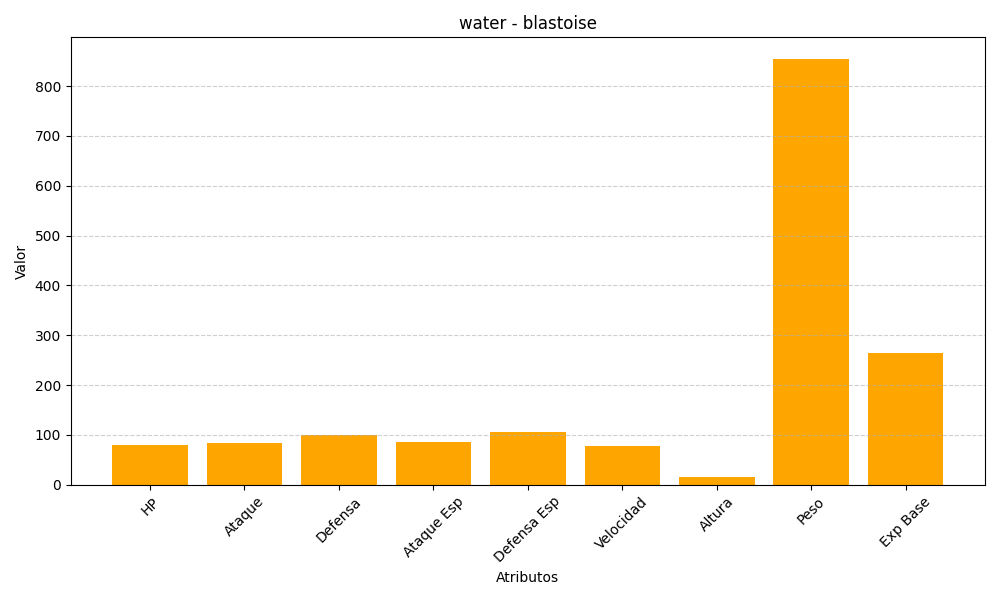 water - blastoise
Valor
800
700
600
500
400
300
200
100
0
HP
Ataque
Defensa
Ataque Esp
Defensa Esp
Velocidad
Altura
Peso
Exp Base
Atributos